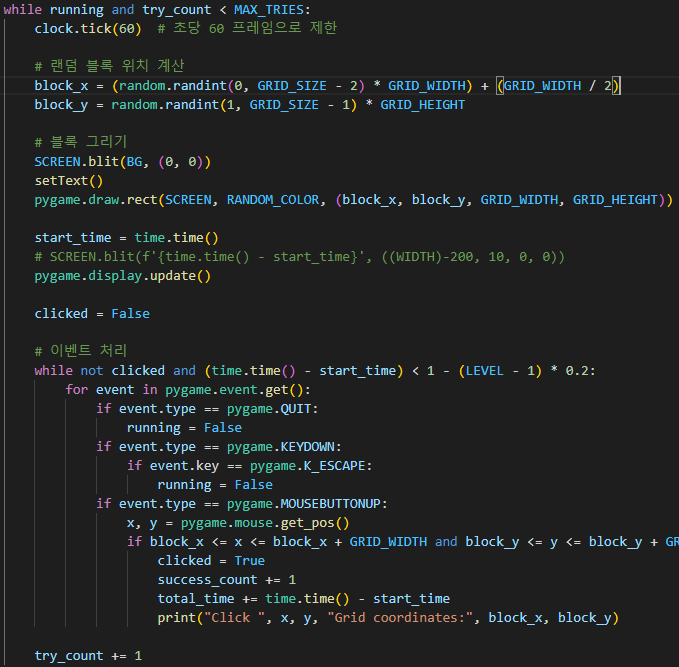 while running and try_count < MAX_TRIES:
    clock.tick(60)  # 초당 60 프레임으로 제한

    # 랜덤 블록 위치 계산
    block_x = (random.randint(0, GRID_SIZE - 2) * GRID_WIDTH) + (GRID_WIDTH / 2)
    block_y = random.randint(1, GRID_SIZE - 1) * GRID_HEIGHT

    # 블록 그리기
    SCREEN.blit(BG, (0, 0))
    setText()
    pygame.draw.rect(SCREEN, RANDOM_COLOR, (block_x, block_y, GRID_WIDTH, GRID_HEIGHT))

    start_time = time.time()
    # SCREEN.blit(f'{time.time() - start_time}', ((WIDTH)-200, 10, 0, 0))
    pygame.display.update()

    clicked = False

    # 이벤트 처리
    while not clicked and (time.time() - start_time) < 1 - (LEVEL - 1) * 0.2:
        for event in pygame.event.get():
            if event.type == pygame.QUIT:
                running = False
            if event.type == pygame.KEYDOWN:
                if event.key == pygame.K_ESCAPE:
                    running = False
            if event.type == pygame.MOUSEBUTTONUP:
                x, y = pygame.mouse.get_pos()
                if block_x <= x <= block_x + GRID_WIDTH and block_y <= y <= block_y + GR
                    clicked = True
                    success_count += 1
                    total_time += time.time() - start_time
                    print("Click ", x, y, "Grid coordinates:", block_x, block_y)

    try_count += 1